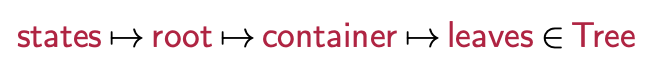 states ↦ root ↦ container ↦ leaves ∈ Tree